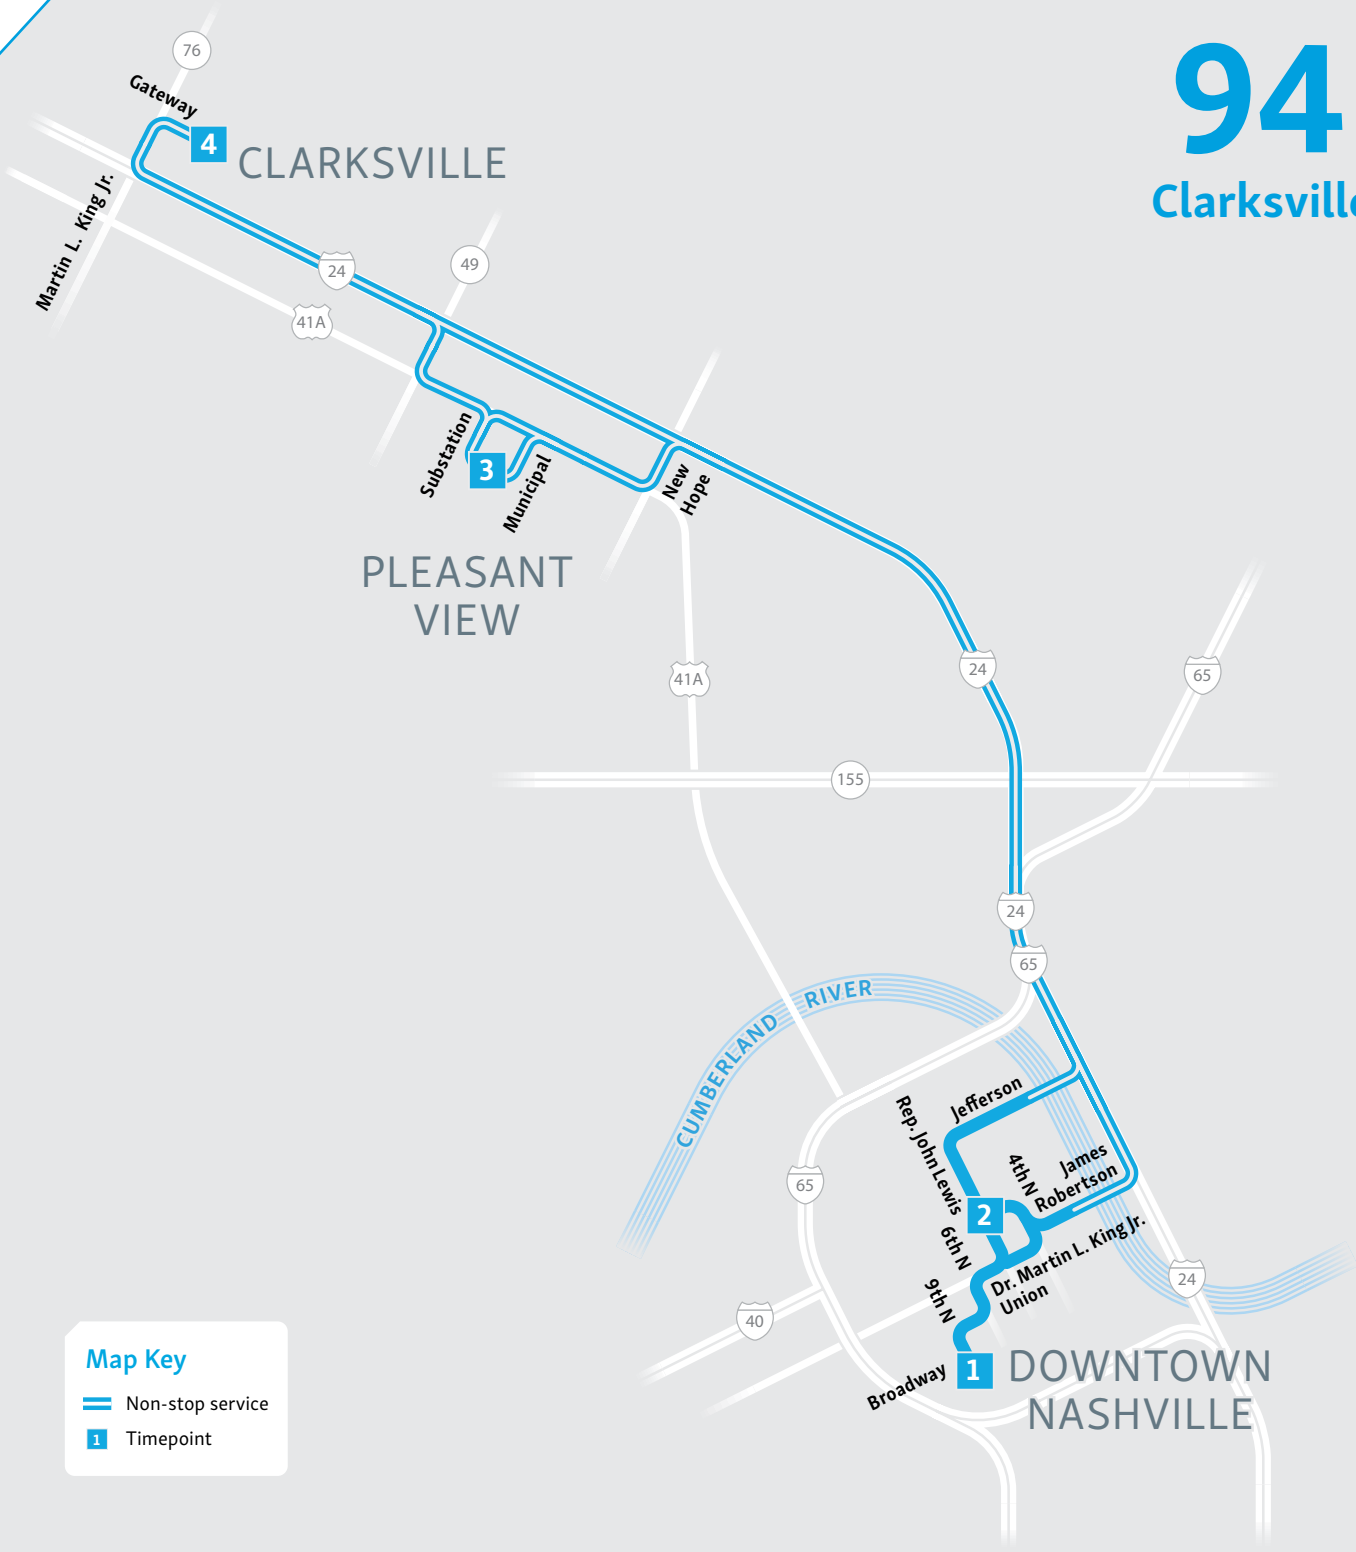 94
Clarksville
76
Gateway
4
CLARKSVILLE
Martin L. King Jr.
24
49
41A
Substation
3
Municipal
New
Hope
PLEASANT
VIEW
41A
24
65
155
24
65
CUMBERLAND RIVER
Jefferson
Rep. John Lewis
4th N
James
Robertson
65
2
6th N
Dr. Martin L. King Jr.
Union
9th N
24
40
1
Broadway
DOWNTOWN
NASHVILLE
Map Key
Non-stop service
1 Timepoint